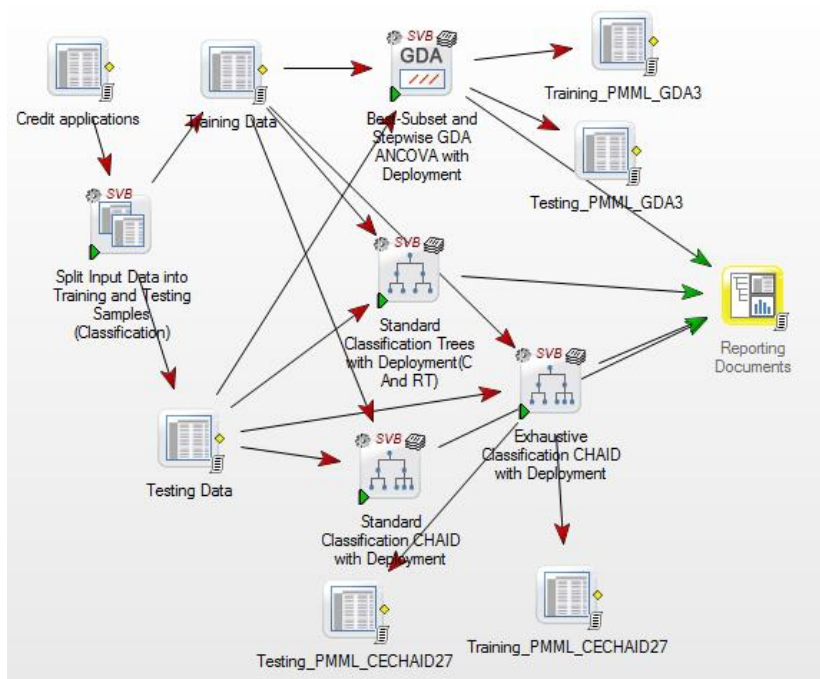 SVB
GDA
Training_PMML_GDA3
Credit applications
Training Data
Best-Subset and
Stepwise GDA
ANCOVA with
Deployment
Testing_PMML_GDA3
SVB
Split Input Data into
Training and Testing
Samples
(Classification)
SVB
Standard
Classification Trees
with Deployment(C
And RT)
Reporting
Documents
SVB
Exhaustive
Classification CHAID
with Deployment
Testing Data
SVB
Standard
Classification CHAID
with Deployment
Testing_PMML_CECHAID27
Training_PMML_CECHAID27